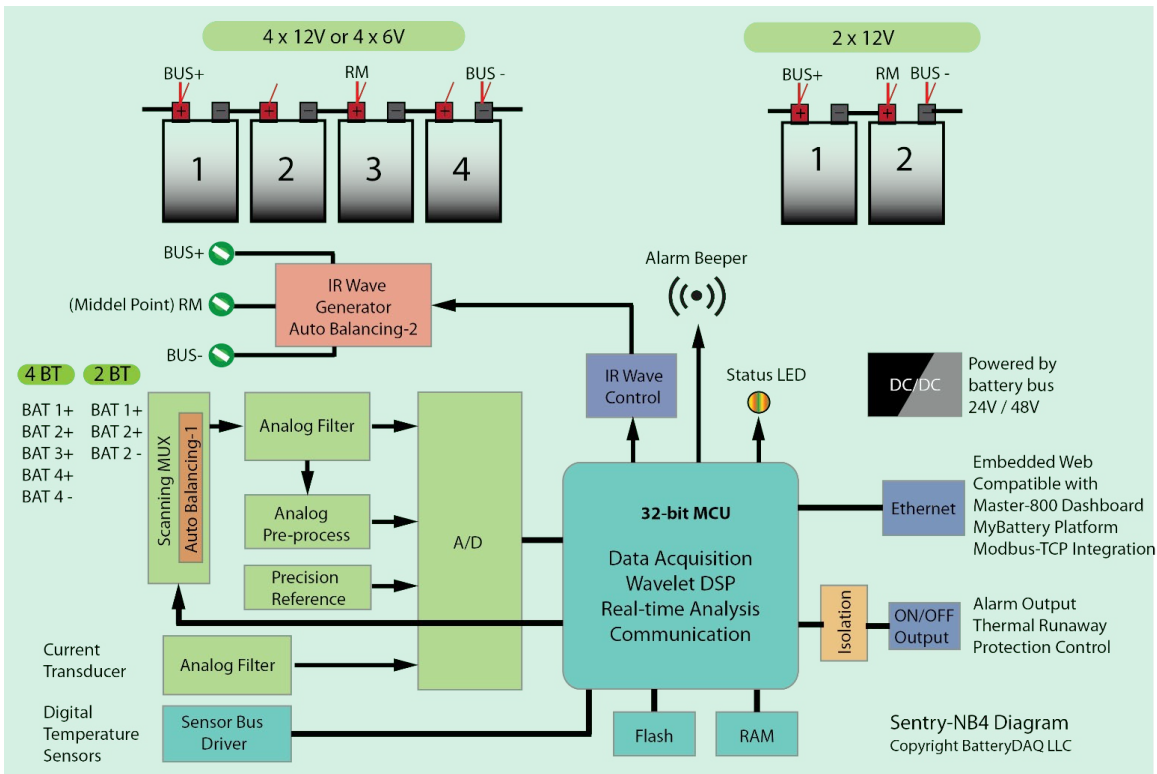 4 x 12V or 4 x 6V
2 x 12V
BUS+
RM
BUS -
BUS+
RM
BUS -
+
−
+
−
+
−
+
−
+
−
+
−
1
2
3
4
1
2
BUS+
(Middel Point) RM
BUS-
IR Wave
Generator
Auto Balancing-2
Alarm Beeper
IR Wave
Control
Status LED
DC/DC
Powered by
battery bus
24V / 48V
4 BT
2 BT
BAT 1+
BAT 2+
BAT 3+
BAT 4+
BAT 4 -
BAT 1+
BAT 2+
BAT 2 -
Scanning MUX
Auto Balancing-1
Analog Filter
Analog
Pre-process
Precision
Reference
A/D
32-bit MCU
Data Acquisition
Wavelet DSP
Real-time Analysis
Communication
Ethernet
Embedded Web
Compatible with
Master-800 Dashboard
MyBattery Platform
Modbus-TCP Integration
Isolation
ON/OFF
Output
Alarm Output
Thermal Runaway
Protection Control
Current
Transducer
Analog Filter
Digital
Temperature
Sensors
Sensor Bus
Driver
Flash
RAM
Sentry-NB4 Diagram
Copyright BatteryDAQ LLC